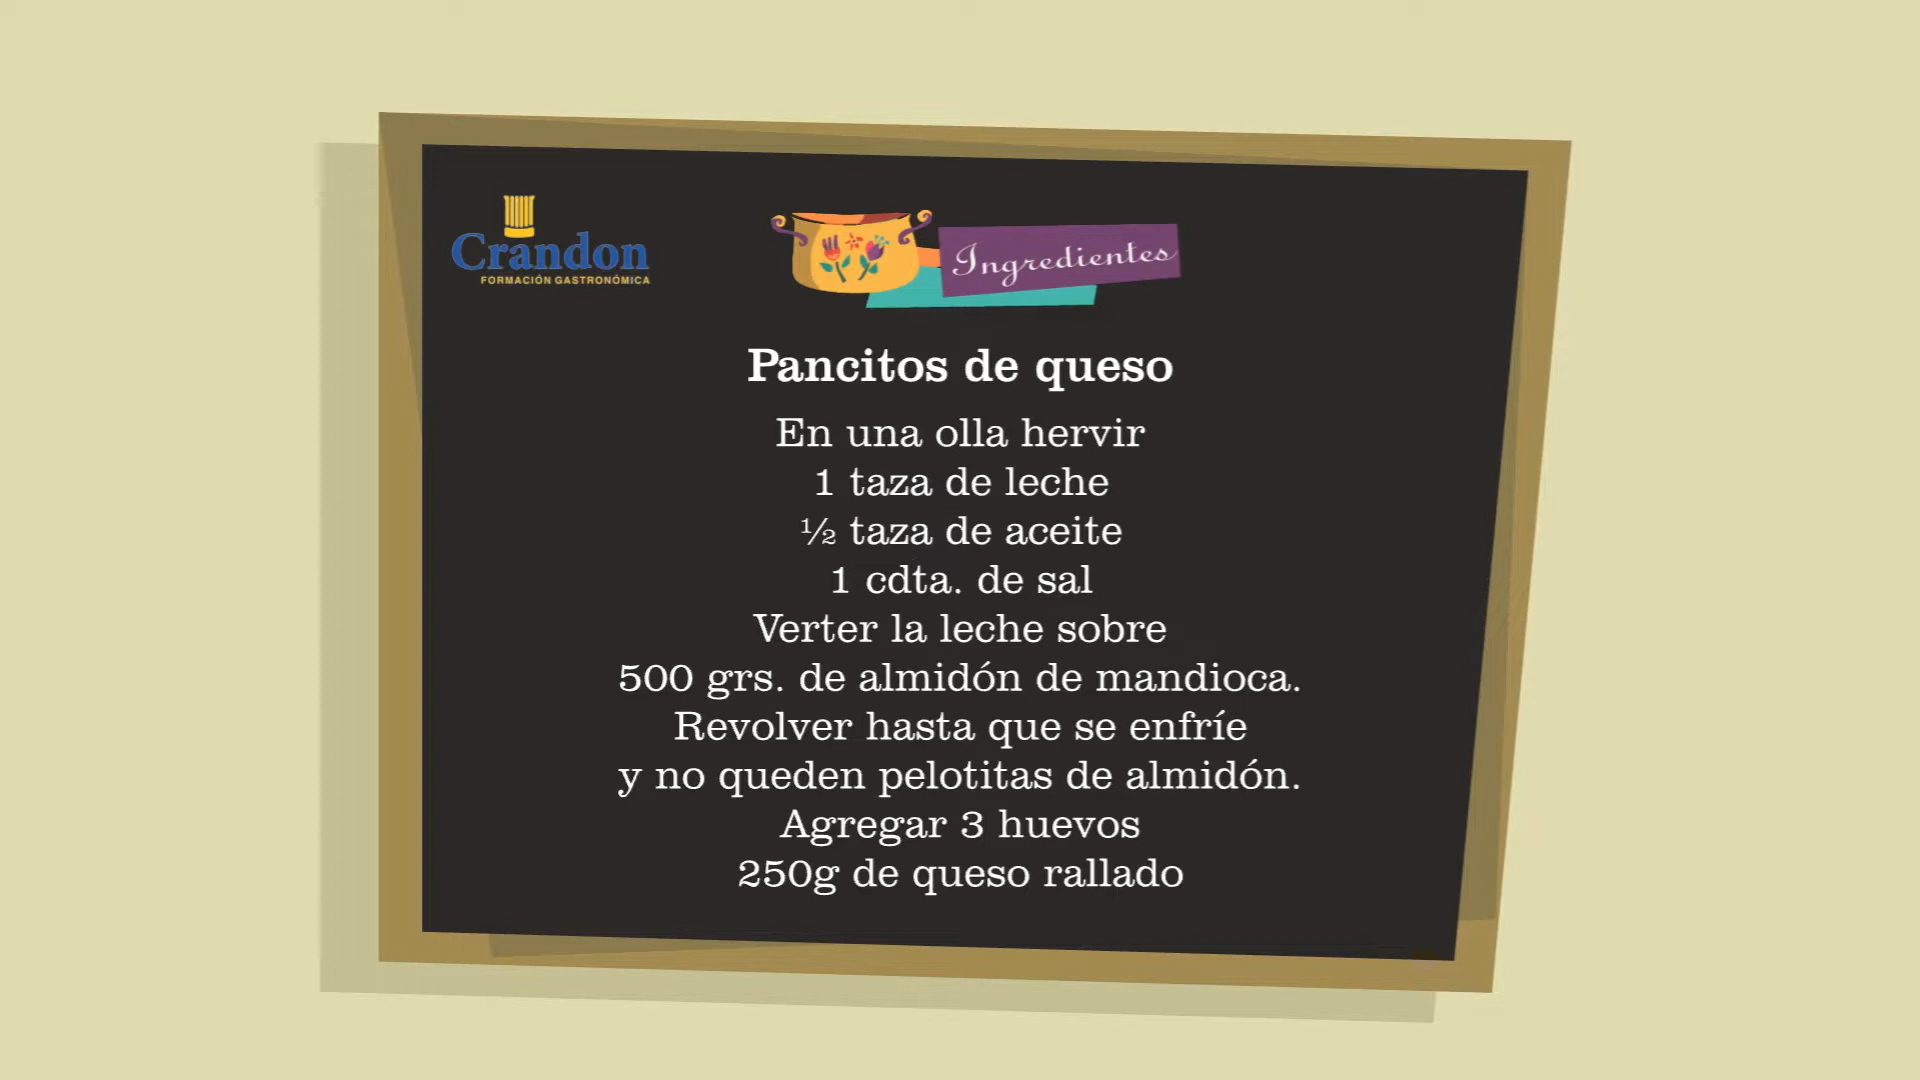 Crandon
FORMACIÓN GASTRONÓMICA
Ingredientes
Pancitos de queso
En una olla hervir
1 taza de leche
½ taza de aceite
1 cdta. de sal
Verter la leche sobre
500 grs. de almidón de mandioca.
Revolver hasta que se enfríe
y no queden pelotitas de almidón.
Agregar 3 huevos
250g de queso rallado